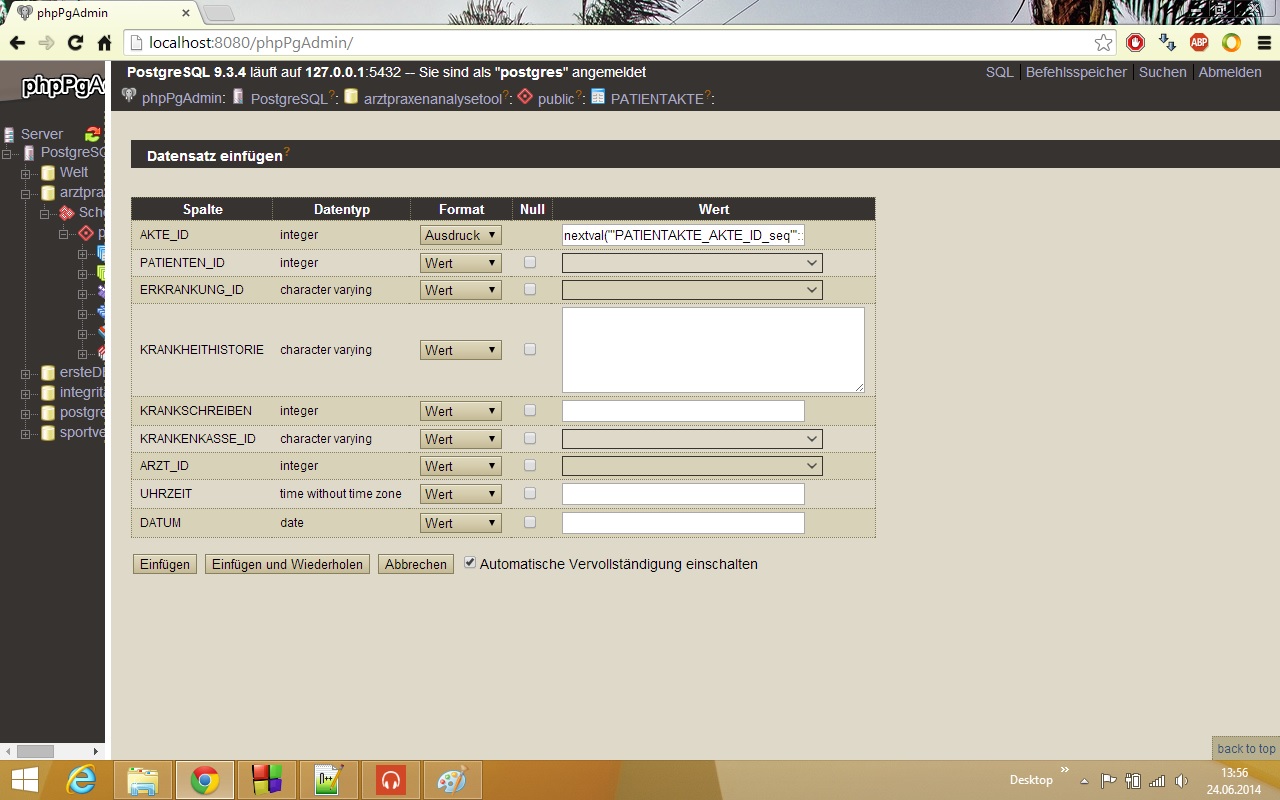 phpPgAdmin
localhost:8080/phpPgAdmin/
phpPgA
PostgreSQL 9.3.4 läuft auf 127.0.0.1:5432 -- Sie sind als "postgres" angemeldet
SQL Befehlsspeicher Suchen Abmelden
phpPgAdmin: PostgreSQL?: arztpraxenanalysetool?: public?: PATIENTAKTE?:
Server
PostgreSQ
Welt
arztpra
Sch
p
ersteD
integrit
postgre
sportve
Datensatz einfügen?
Spalte Datentyp Format Null Wert
AKTE_ID integer Ausdruck nextval('"PATIENTAKTE_AKTE_ID_seq"'::
PATIENTEN_ID integer Wert
ERKRANKUNG_ID character varying Wert
KRANKHEITHISTORIE character varying Wert
KRANKSCHREIBEN integer Wert
KRANKENKASSE_ID character varying Wert
ARZT_ID integer Wert
UHRZEIT time without time zone Wert
DATUM date Wert
Einfügen Einfügen und Wiederholen Abbrechen Automatische Vervollständigung einschalten
back to top
ABP
Desktop
13:56
24.06.2014